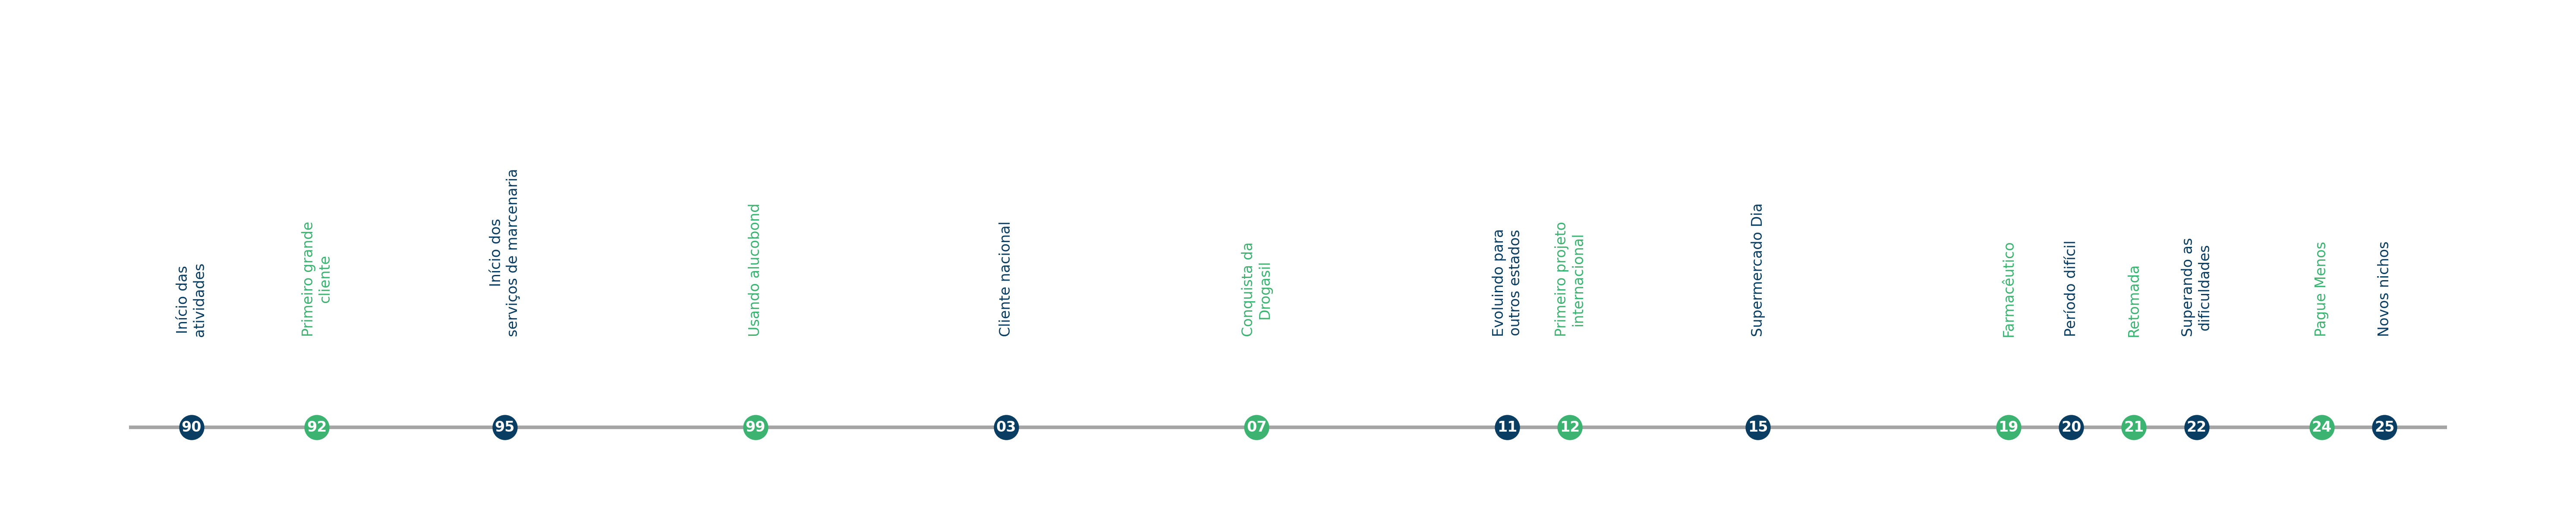 Início das
atividades
Primeiro grande
cliente
Início dos
serviços de marcenaria
Usando alucobond
Cliente nacional
Conquista da
Drogasil
Evoluindo para
outros estados
Primeiro projeto
internacional
Supermercado Dia
Farmacêutico
Período difícil
Retomada
Superando as
dificuldades
Pague Menos
Novos nichos
90
92
95
99
03
07
11
12
15
19
20
21
22
24
25